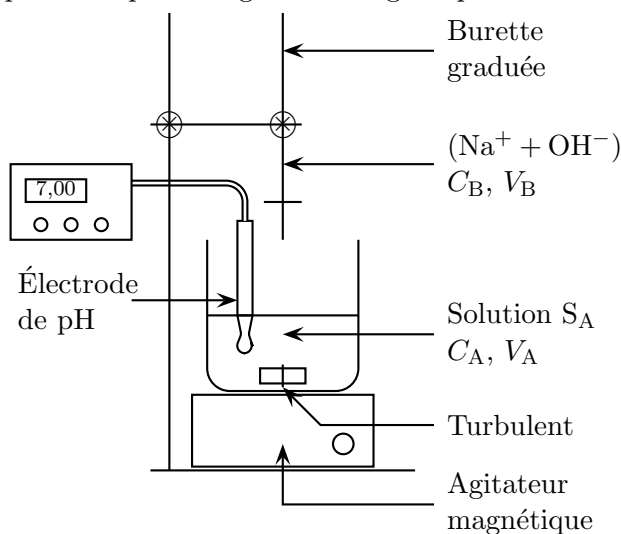 Burette
graduée
(Na⁺ + OH⁻)
C_B, V_B
7,00
Électrode
de pH
Solution S_A
C_A, V_A
Turbulent
Agitateur
magnétique